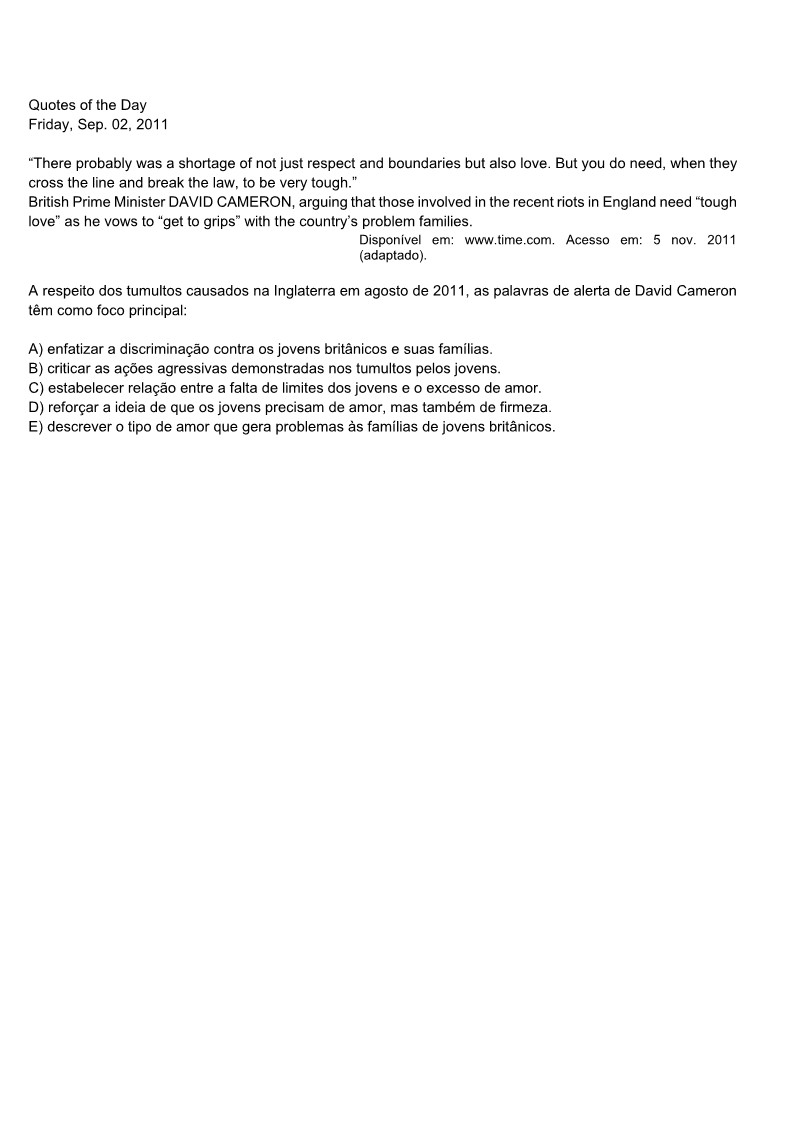 Quotes of the Day
Friday, Sep. 02, 2011
“There probably was a shortage of not just respect and boundaries but also love. But you do need, when they
cross the line and break the law, to be very tough.”
British Prime Minister DAVID CAMERON, arguing that those involved in the recent riots in England need “tough
love” as he vows to “get to grips” with the country’s problem families.
Disponível em: www.time.com. Acesso em: 5 nov. 2011
(adaptado).
A respeito dos tumultos causados na Inglaterra em agosto de 2011, as palavras de alerta de David Cameron
têm como foco principal:
A) enfatizar a discriminação contra os jovens britânicos e suas famílias.
B) criticar as ações agressivas demonstradas nos tumultos pelos jovens.
C) estabelecer relação entre a falta de limites dos jovens e o excesso de amor.
D) reforçar a ideia de que os jovens precisam de amor, mas também de firmeza.
E) descrever o tipo de amor que gera problemas às famílias de jovens britânicos.